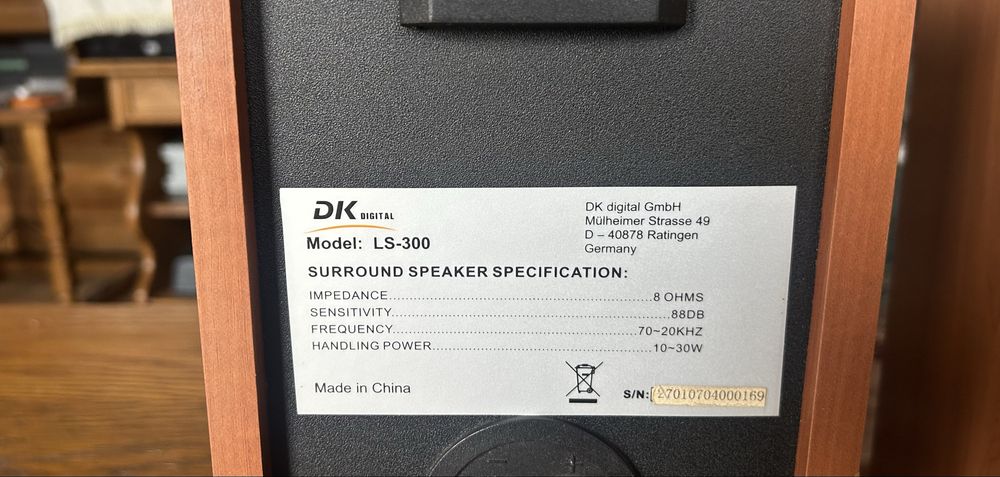 DK DIGITAL
Model: LS-300
DK digital GmbH
Mülheimer Strasse 49
D – 40878 Ratingen
Germany
SURROUND SPEAKER SPECIFICATION:
IMPEDANCE..........................................................8 OHMS
SENSITIVITY..............................................................88DB
FREQUENCY.....................................................70~20KHZ
HANDLING POWER..............................................10~30W
Made in China
S/N: 27010704000169
− +